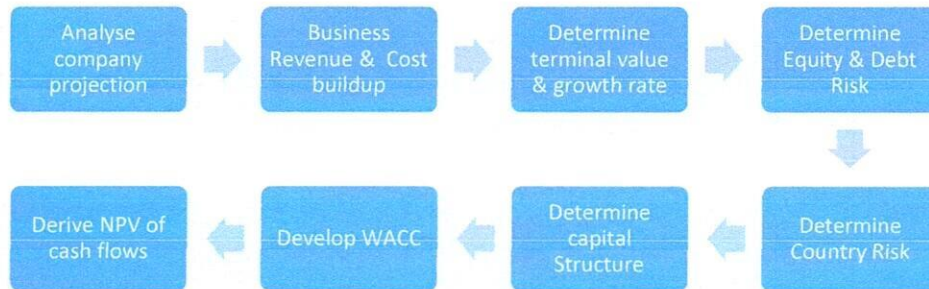 Analyse
company
projection
Business
Revenue & Cost
buildup
Determine
terminal value
& growth rate
Determine
Equity & Debt
Risk
Determine
Country Risk
Determine
capital
Structure
Develop WACC
Derive NPV of
cash flows